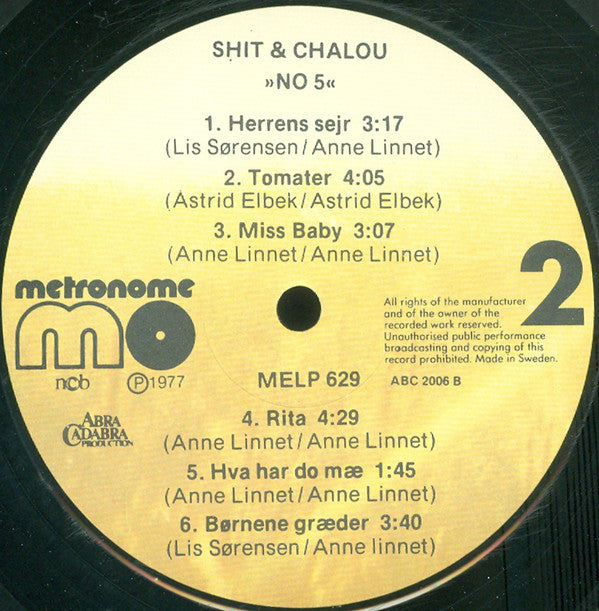 SHIT & CHALOU
»NO 5«
1. Herrens sejr 3:17
(Lis Sørensen/Anne Linnet)
2. Tomater 4:05
(Astrid Elbek/Astrid Elbek)
3. Miss Baby 3:07
(Anne Linnet/Anne Linnet)
metronome
mo
ncb Ⓟ1977
2
All rights of the manufacturer
and of the owner of the
recorded work reserved.
Unauthorised public performance
broadcasting and copying of this
record prohibited. Made in Sweden.
MELP 629
ABC 2006 B
ABRA
CADABRA
PRODUCTION
4. Rita 4:29
(Anne Linnet/Anne Linnet)
5. Hva har do mæ 1:45
(Anne Linnet/Anne Linnet)
6. Børnene græder 3:40
(Lis Sørensen/Anne linnet)